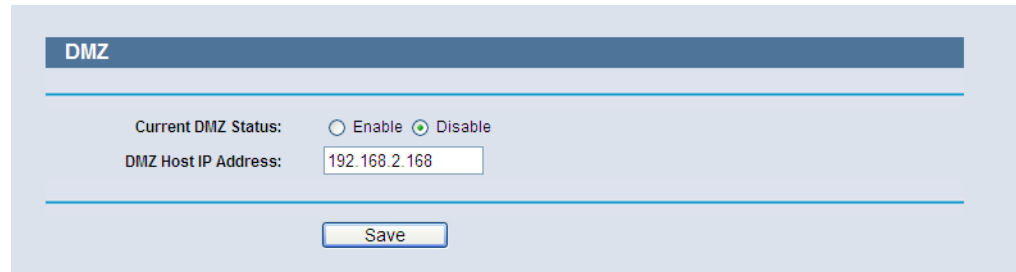 DMZ
Current DMZ Status: Enable Disable
DMZ Host IP Address: 192.168.2.168
Save